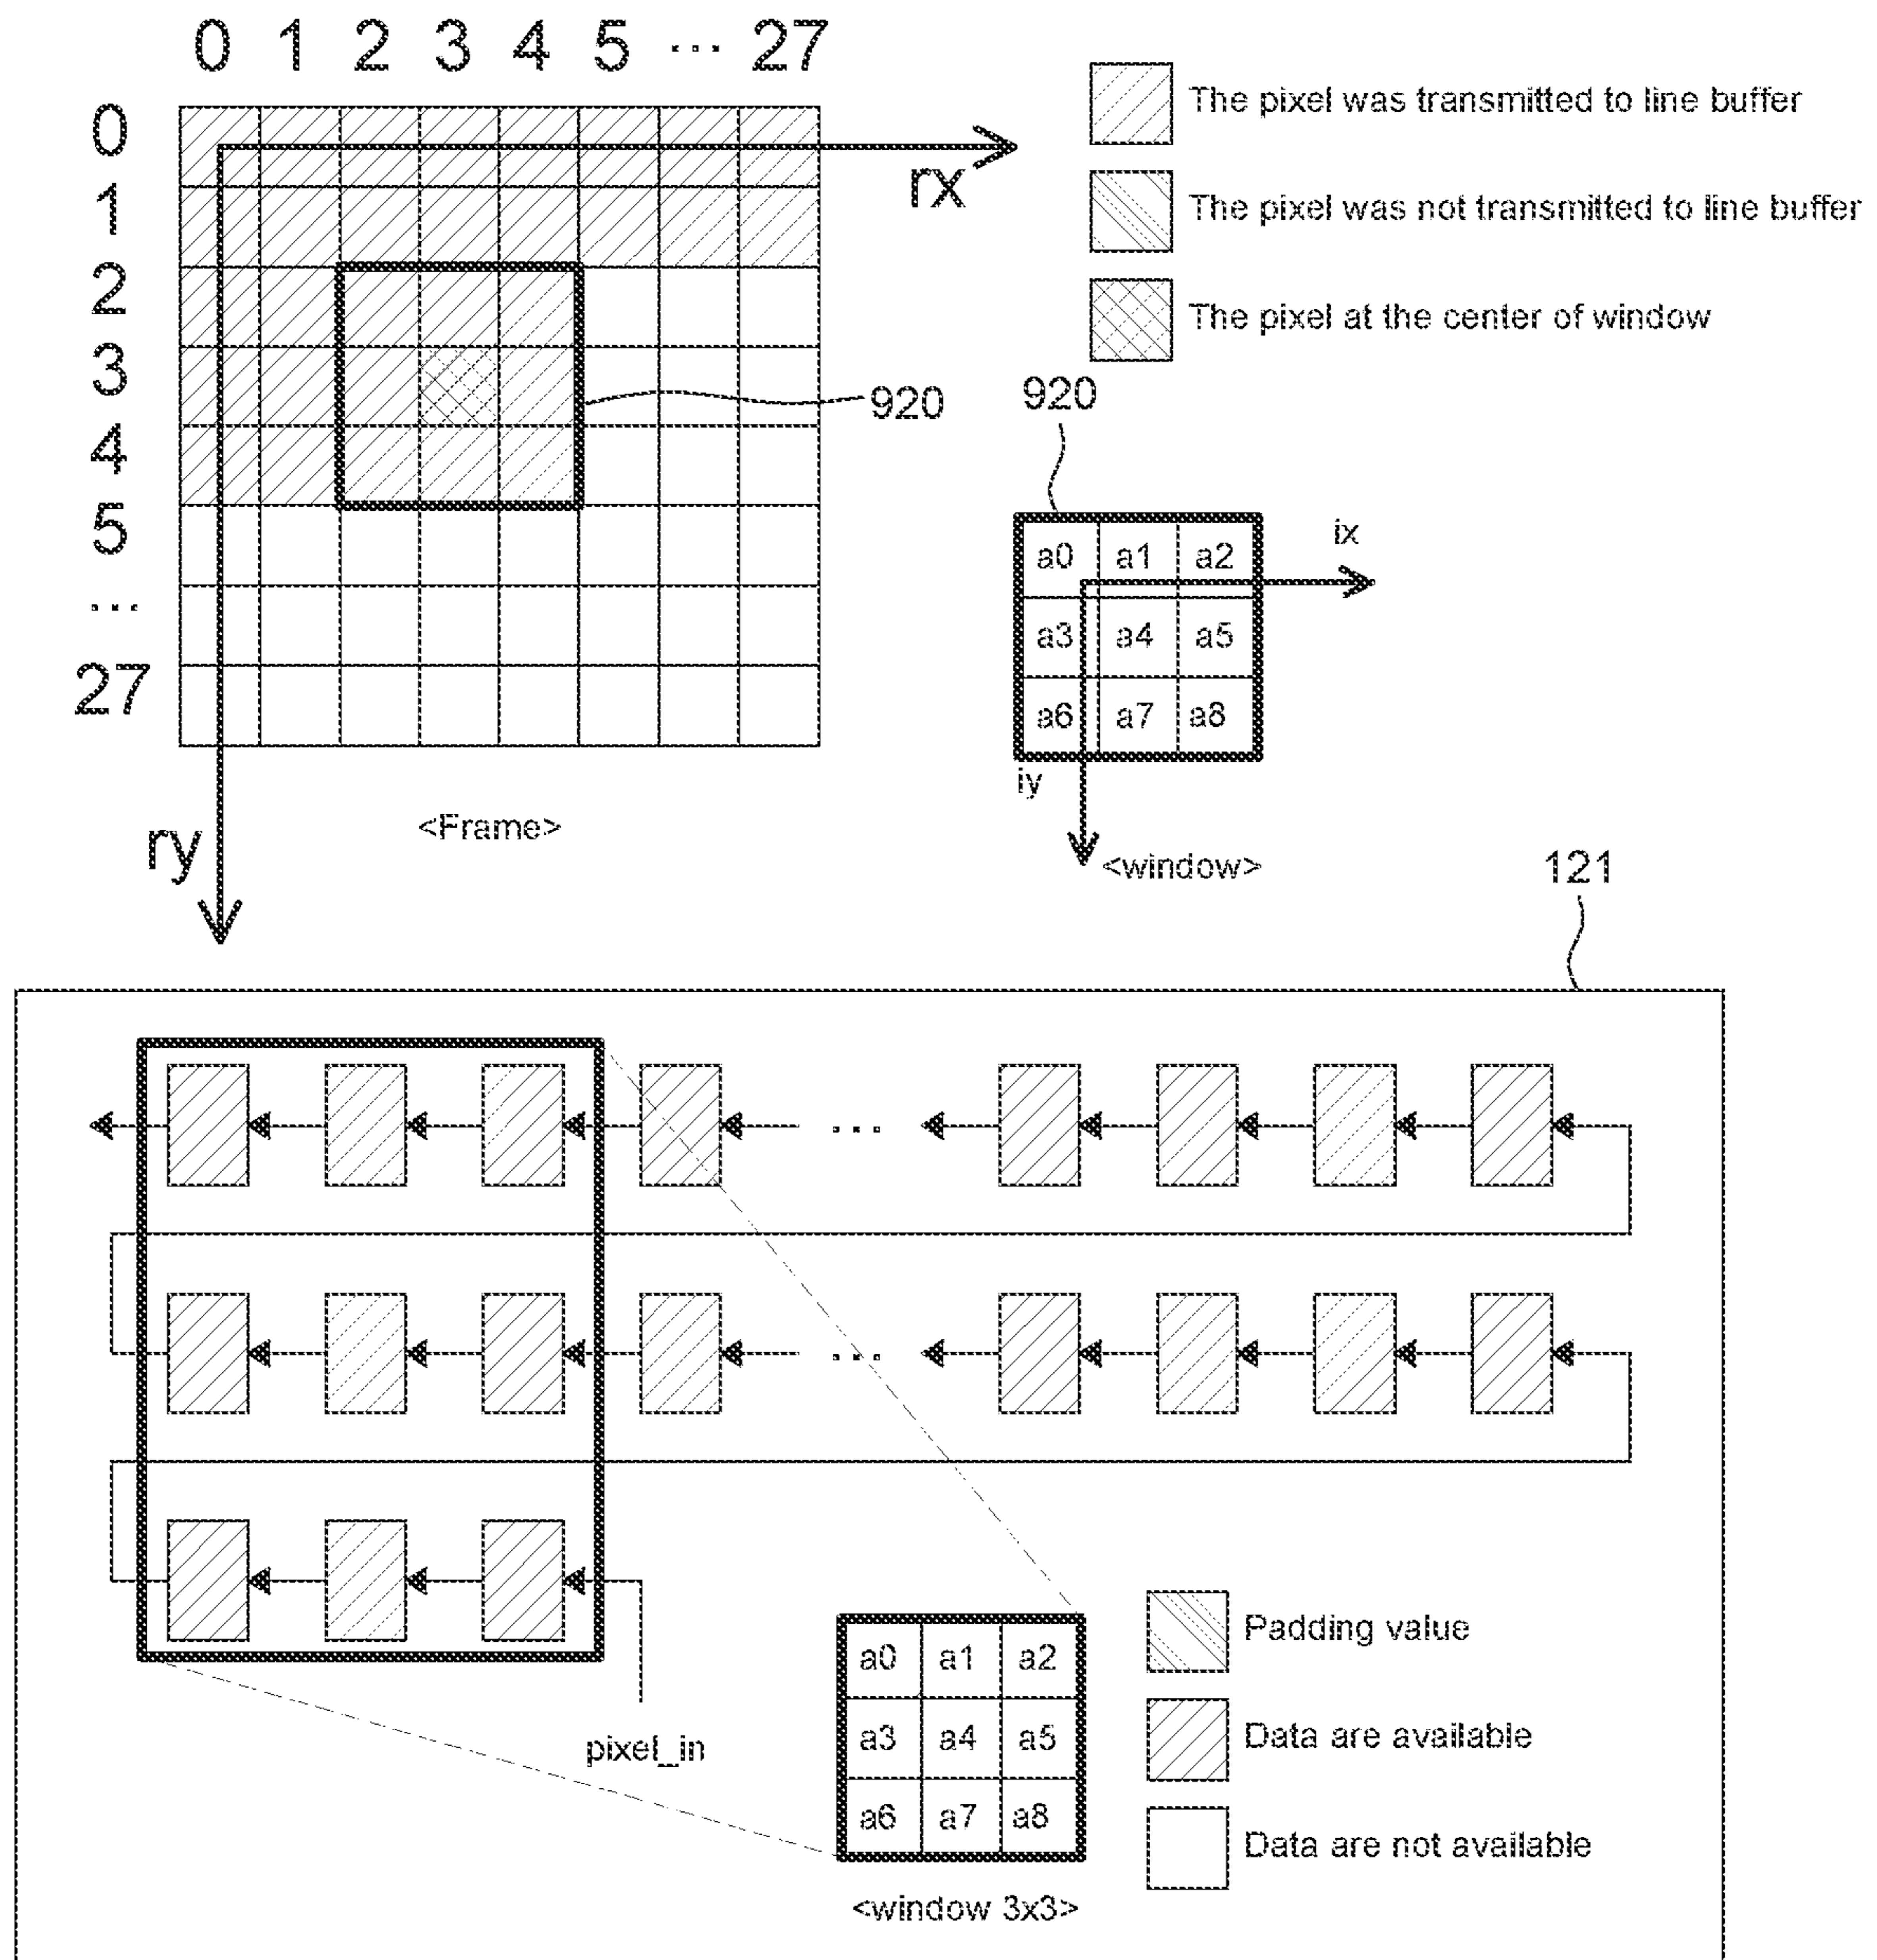 0 1 2 3 4 5 ... 27
0
1
2
3
4
5
...
27
rx
ry
<Frame>
The pixel was transmitted to line buffer
The pixel was not transmitted to line buffer
The pixel at the center of window
920
920
a0 a1 a2
a3 a4 a5
a6 a7 a8
ix
iy
<window>
121
...
...
pixel_in
a0 a1 a2
a3 a4 a5
a6 a7 a8
<window 3x3>
Padding value
Data are available
Data are not available